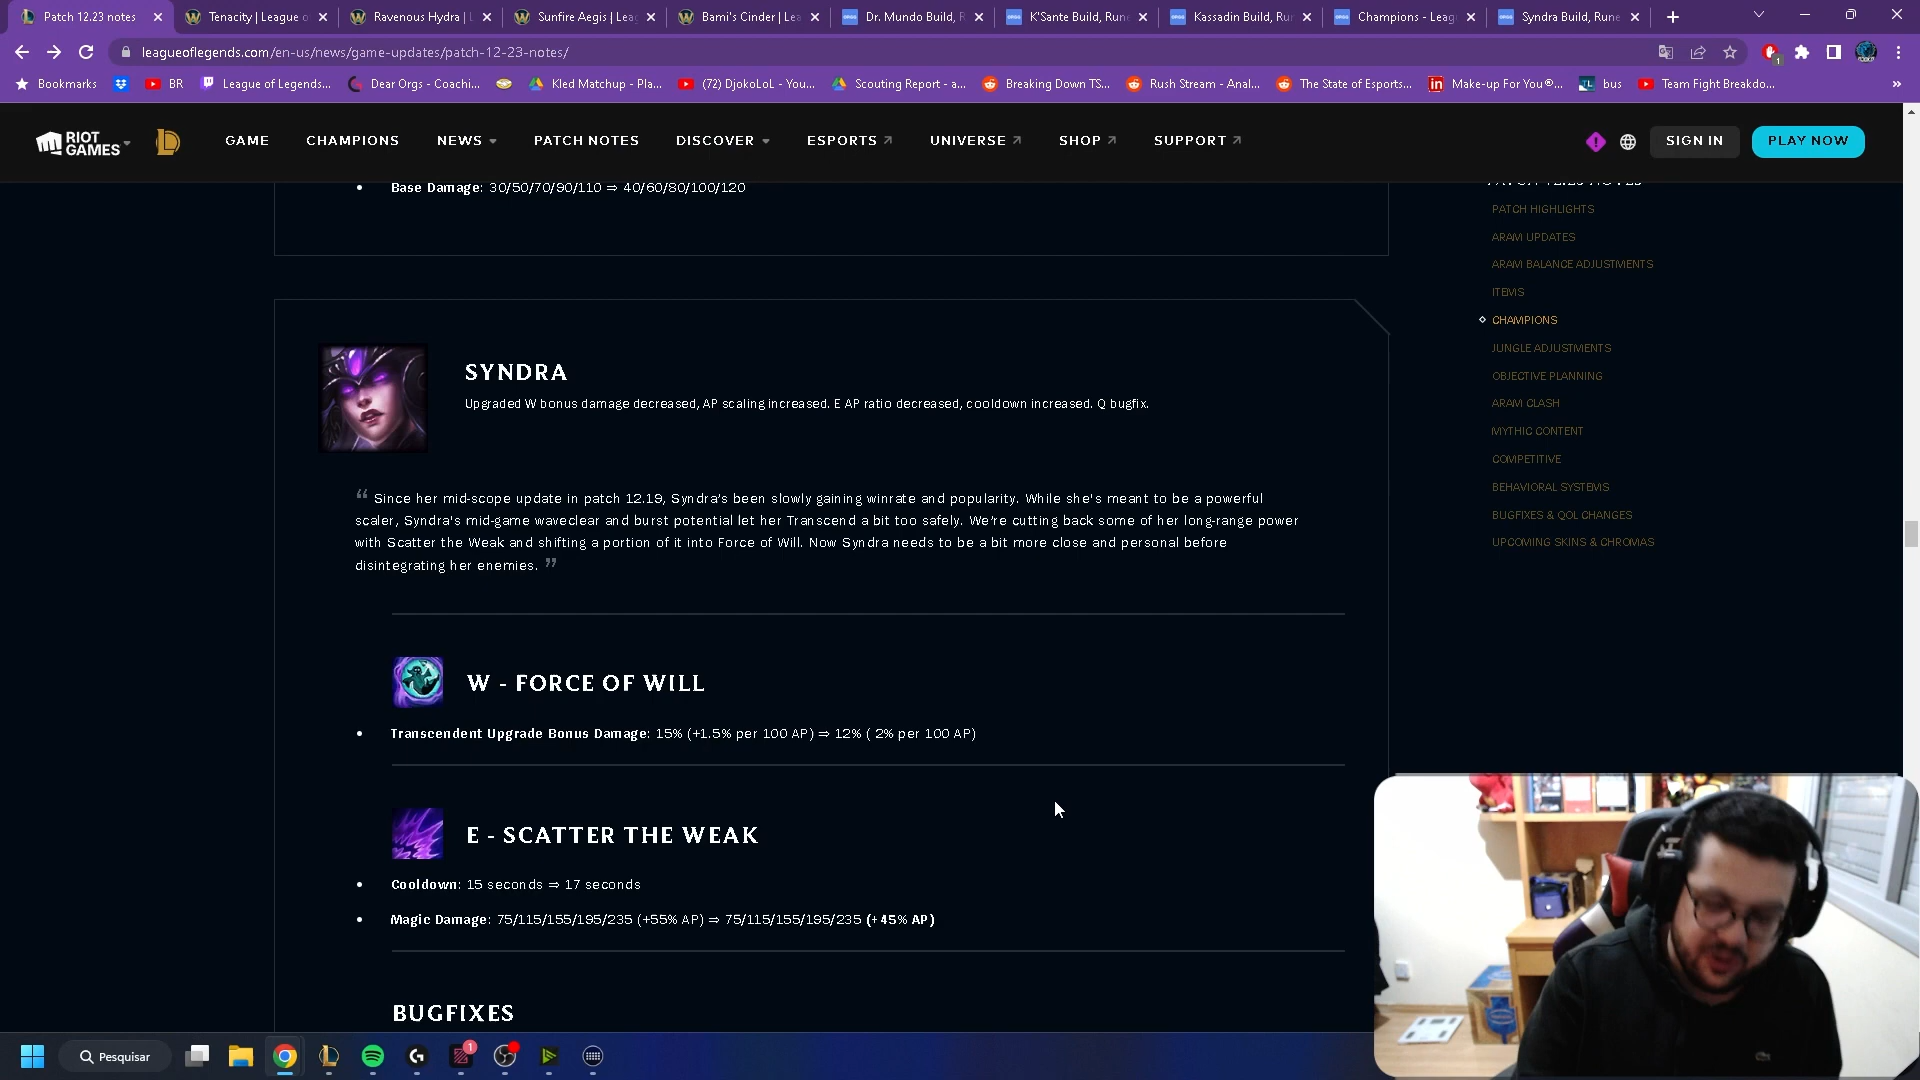 Patch 12.23 notes
Tenacity | League o
Ravenous Hydra | L
Sunfire Aegis | Leag
Bami's Cinder | Lea
Dr. Mundo Build, R
K'Sante Build, Rune
Kassadin Build, Ru
Champions - Leag
Syndra Build, Rune
leagueoflegends.com/en-us/news/game-updates/patch-12-23-notes/
1
Bookmarks
BR
League of Legends...
Dear Orgs - Coachi...
Kled Matchup - Pla...
(72) DjokoLoL - You...
Scouting Report - a...
Breaking Down TS...
Rush Stream - Anal...
The State of Esports...
Make-up For You®...
bus
Team Fight Breakdo...
»
RIOT GAMES
GAME
CHAMPIONS
NEWS
PATCH NOTES
DISCOVER
ESPORTS
UNIVERSE
SHOP
SUPPORT
SIGN IN
PLAY NOW
• Base Damage: 30/50/70/90/110 ⇒ 40/60/80/100/120
PATCH 12.23 NOTES
PATCH HIGHLIGHTS
ARAM UPDATES
ARAM BALANCE ADJUSTMENTS
ITEMS
CHAMPIONS
JUNGLE ADJUSTMENTS
OBJECTIVE PLANNING
ARAM CLASH
MYTHIC CONTENT
COMPETITIVE
BEHAVIORAL SYSTEMS
BUGFIXES & QOL CHANGES
UPCOMING SKINS & CHROMAS
SYNDRA
Upgraded W bonus damage decreased, AP scaling increased. E AP ratio decreased, cooldown increased. Q bugfix.
“ Since her mid-scope update in patch 12.19, Syndra's been slowly gaining winrate and popularity. While she's meant to be a powerful
scaler, Syndra's mid-game waveclear and burst potential let her Transcend a bit too safely. We're cutting back some of her long-range power
with Scatter the Weak and shifting a portion of it into Force of Will. Now Syndra needs to be a bit more close and personal before
disintegrating her enemies. ”
W - FORCE OF WILL
• Transcendent Upgrade Bonus Damage: 15% (+1.5% per 100 AP) ⇒ 12% ( 2% per 100 AP)
E - SCATTER THE WEAK
• Cooldown: 15 seconds ⇒ 17 seconds
• Magic Damage: 75/115/155/195/235 (+55% AP) ⇒ 75/115/155/195/235 (+45% AP)
BUGFIXES
Pesquisar
1